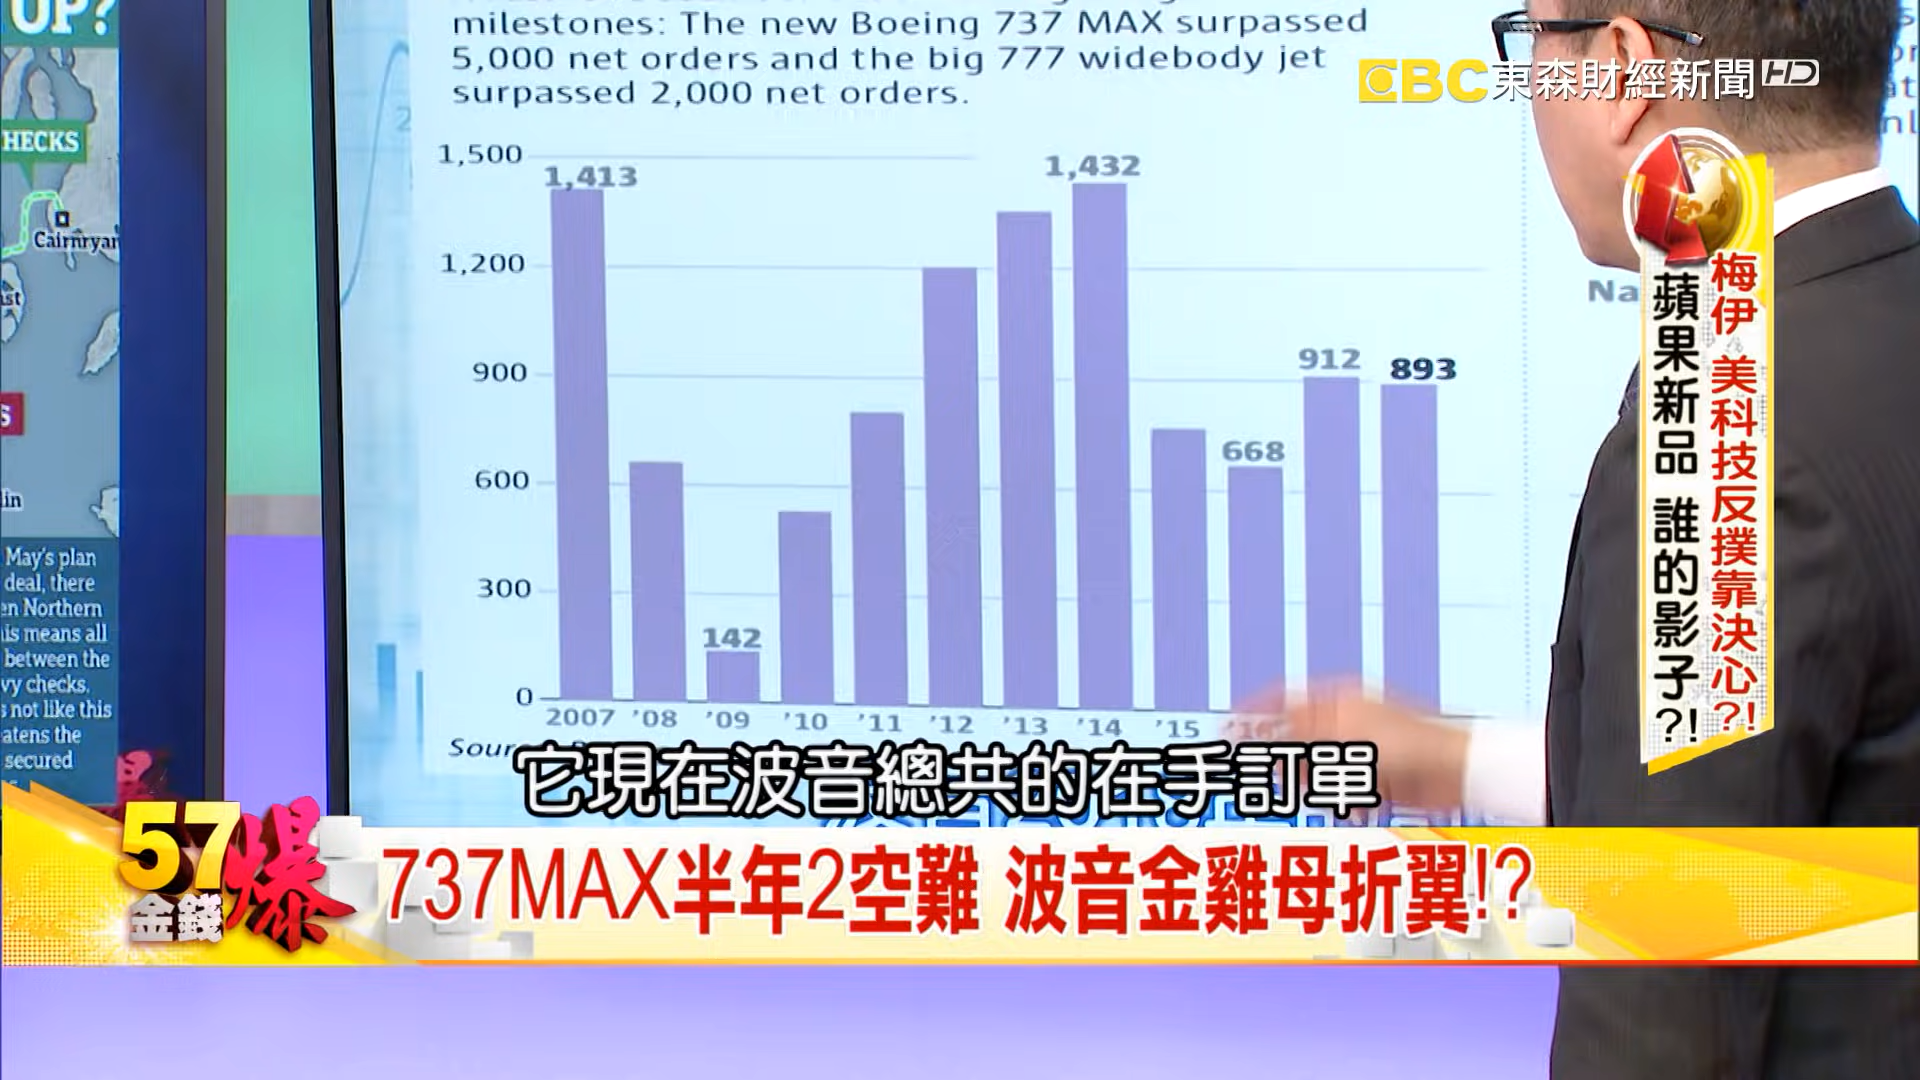 UP?
HECKS
Cairnryan
May's plan
deal, there
en Northern
is means all
between the
vy checks.
s not like this
atens the
secured
milestones: The new Boeing 737 MAX surpassed
5,000 net orders and the big 777 widebody jet
surpassed 2,000 net orders.
1,500
1,200
900
600
300
0
1,413
142
1,432
668
912
893
2007 '08 '09 '10 '11 '12 '13 '14 '15 '16
EBC東森財經新聞HD
梅伊 美科技反撲靠決心?!
蘋果新品 誰的影子?!
它現在波音總共的在手訂單
57金錢爆
737MAX半年2空難 波音金雞母折翼!?